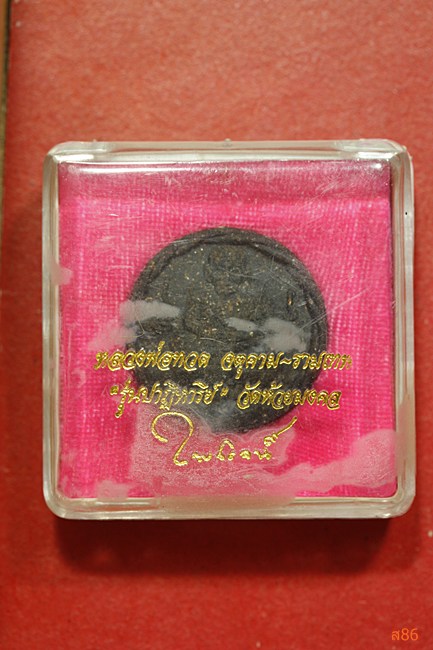 หลวงพ่อทวด จตุคาม~รามเทพ
"รุ่นปาฏิหาริย์" วัดห้วยมงคล
ส86